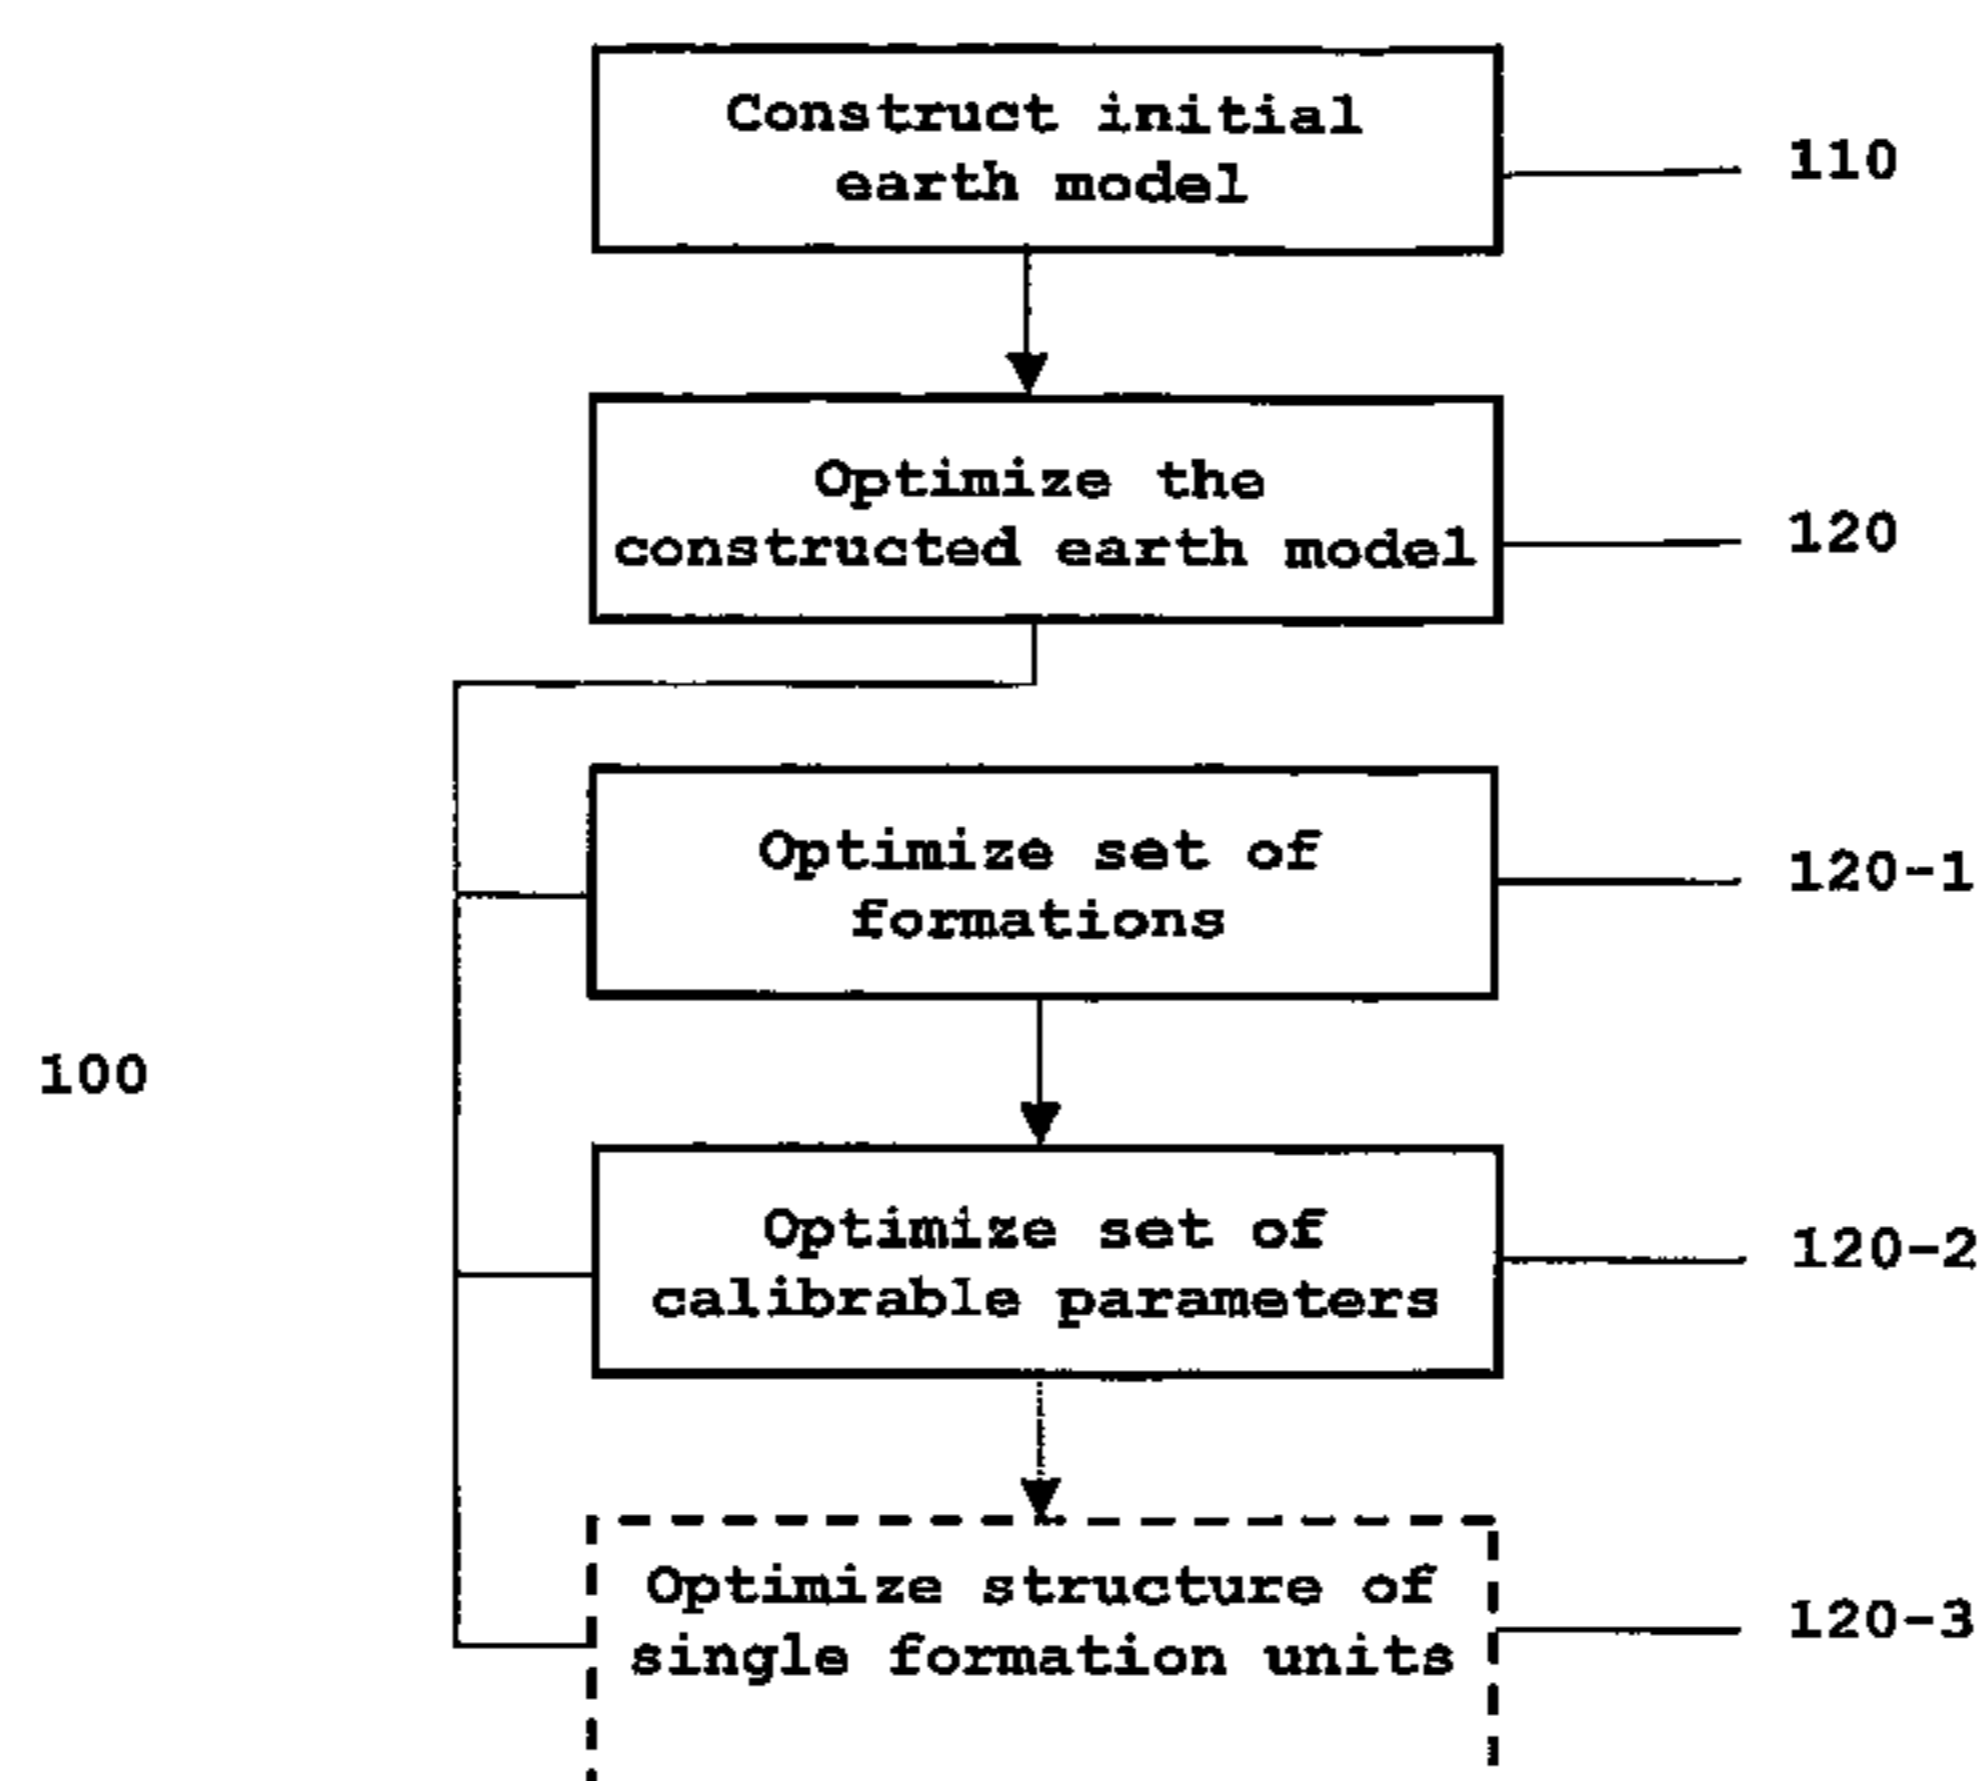 Construct initial
earth model
110
Optimize the
constructed earth model
120
Optimize set of
formations
120-1
100
Optimize set of
calibrable parameters
120-2
Optimize structure of
single formation units
120-3